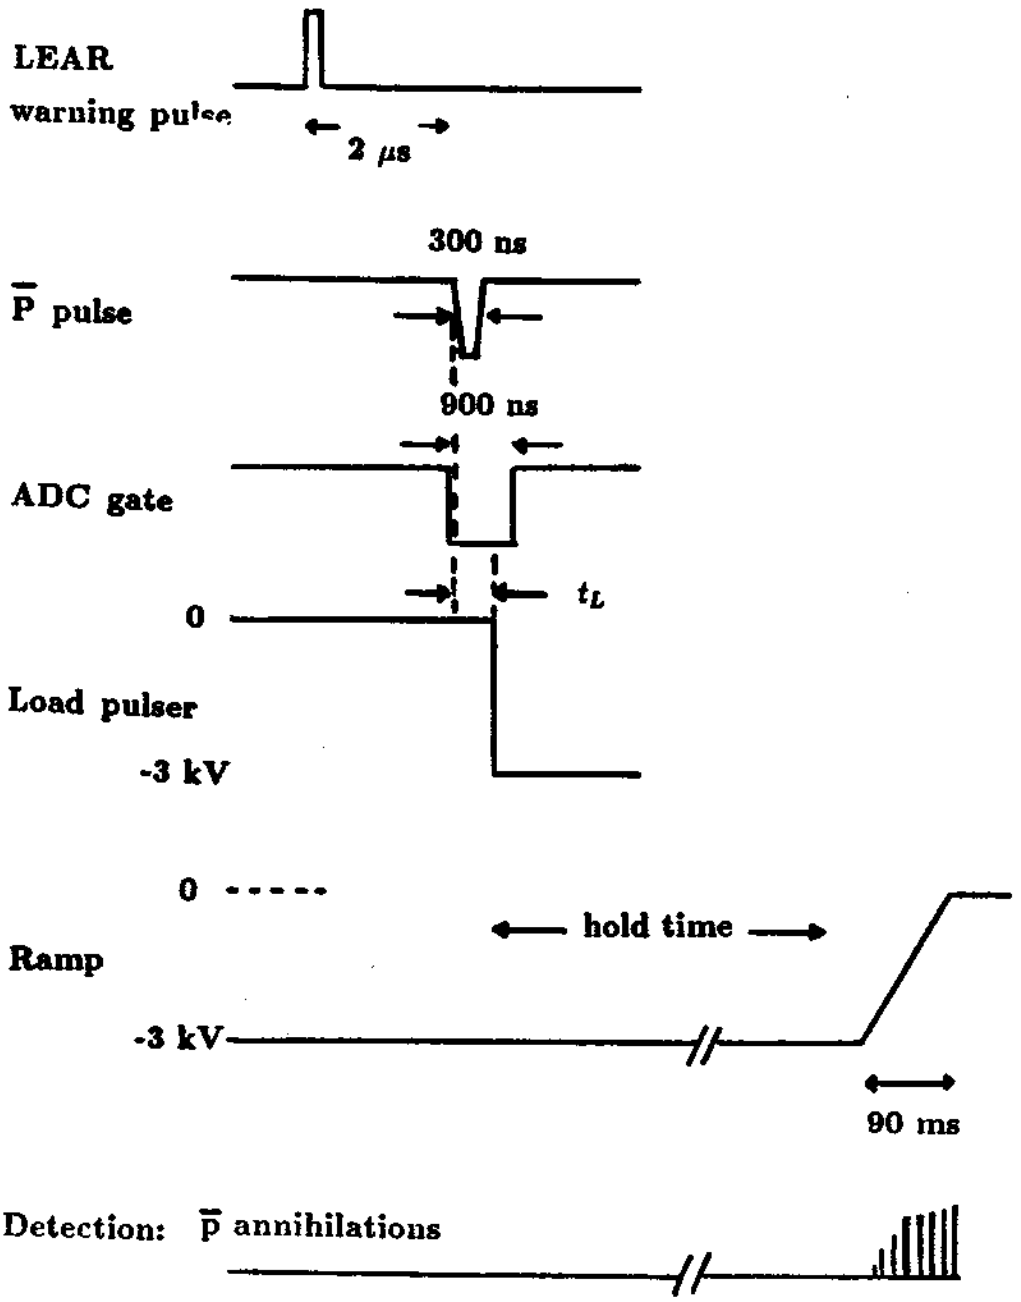 LEAR
warning pulse
2 μs
300 ns
P̅ pulse
900 ns
ADC gate
t_L
0
Load pulser
-3 kV
0
hold time
Ramp
-3 kV
90 ms
Detection: p̅ annihilations